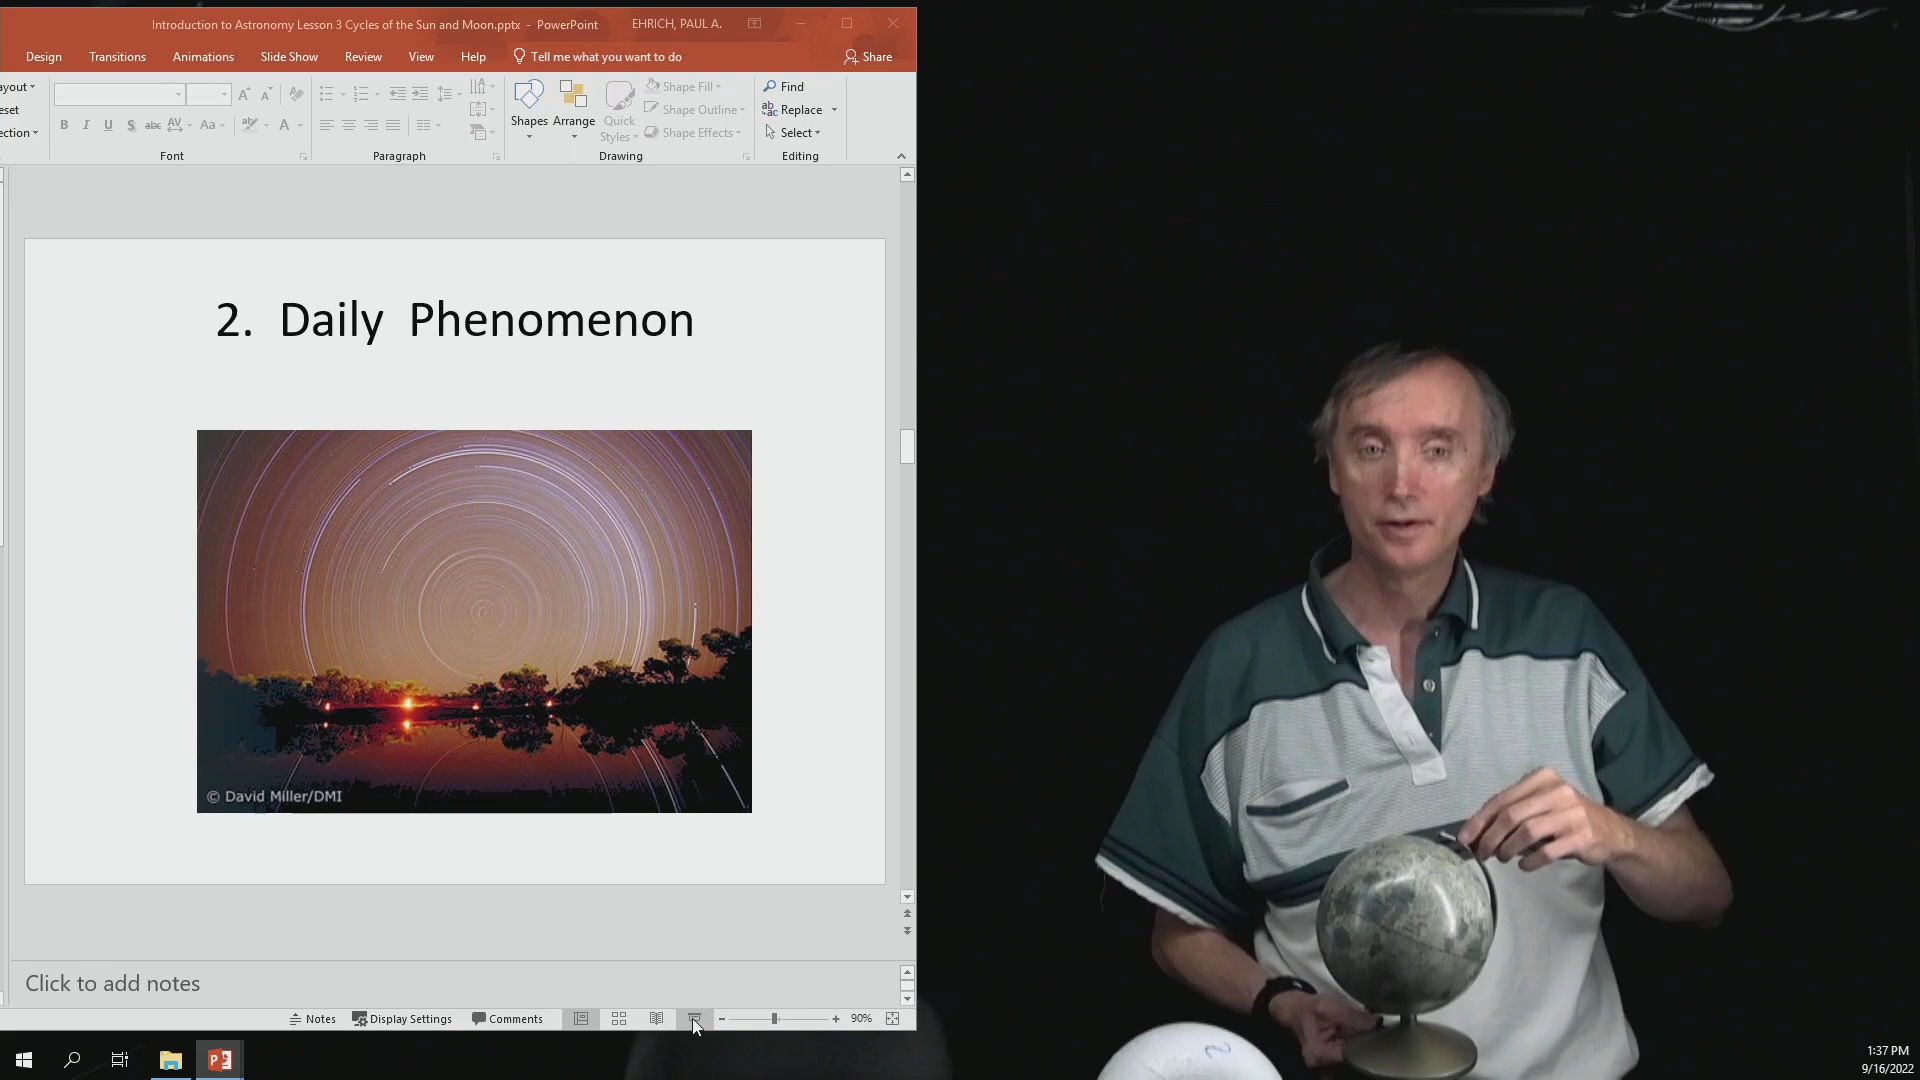 Introduction to Astronomy Lesson 3 Cycles of the Sun and Moon.pptx - PowerPoint
EHRICH, PAUL A.
Design Transitions Animations Slide Show Review View Help Tell me what you want to do Share
ayout
eset
ection
B I U S abc AV Aa A
Font
Paragraph
Shapes Arrange Quick Styles
Shape Fill
Shape Outline
Shape Effects
Drawing
Find
Replace
Select
Editing
2. Daily Phenomenon
© David Miller/DMI
Click to add notes
Notes Display Settings Comments 90%
1:37 PM
9/16/2022